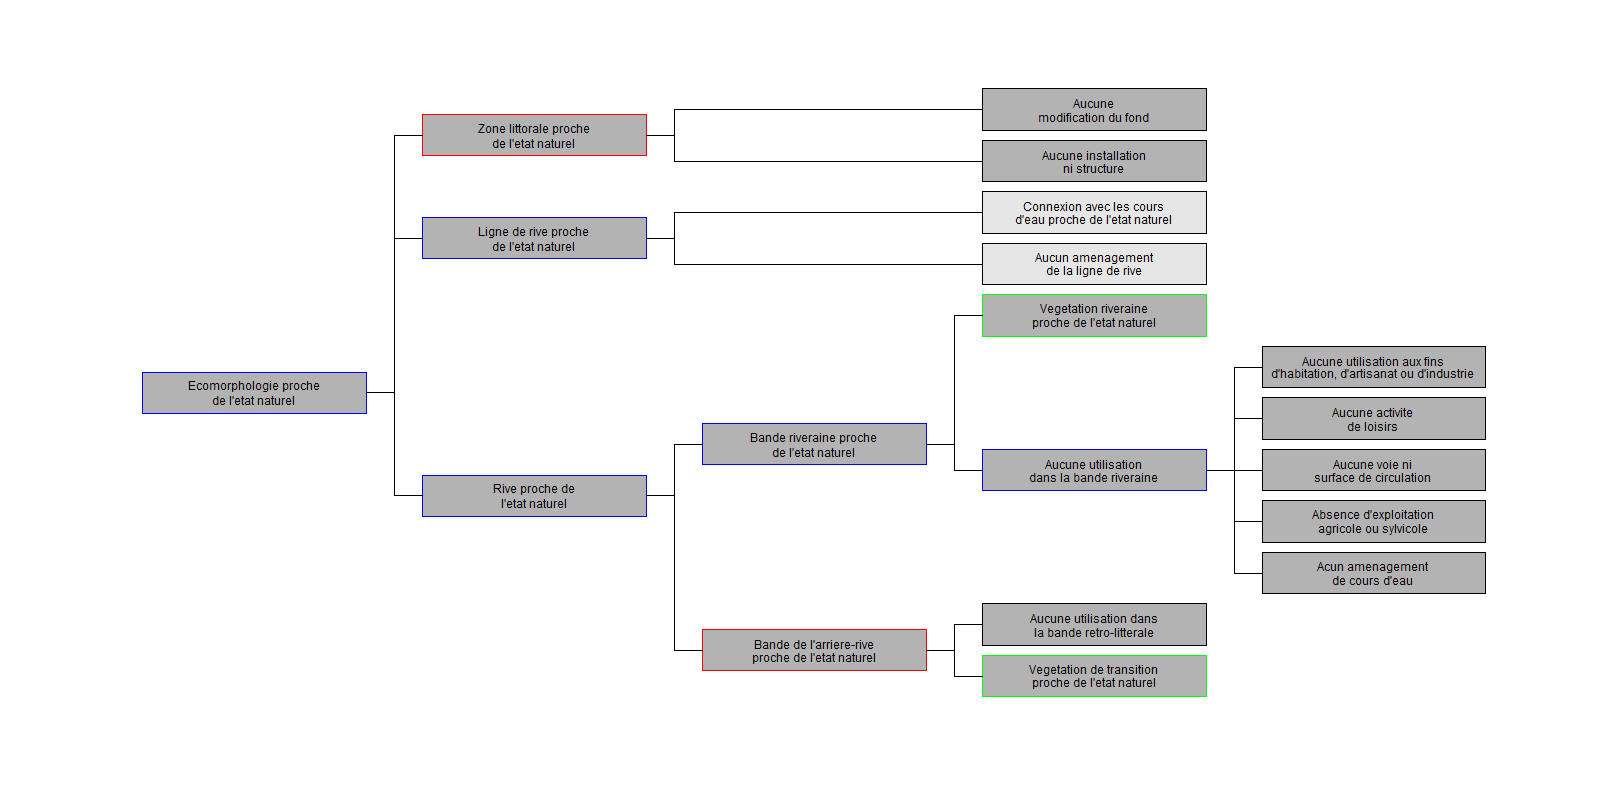 Aucune
modification du fond
Zone littorale proche
de l'etat naturel
Aucune installation
ni structure
Connexion avec les cours
d'eau proche de l'etat naturel
Ligne de rive proche
de l'etat naturel
Aucun amenagement
de la ligne de rive
Vegetation riveraine
proche de l'etat naturel
Aucune utilisation aux fins
d'habitation, d'artisanat ou d'industrie
Ecomorphologie proche
de l'etat naturel
Aucune activite
de loisirs
Bande riveraine proche
de l'etat naturel
Aucune utilisation
dans la bande riveraine
Aucune voie ni
surface de circulation
Rive proche de
l'etat naturel
Absence d'exploitation
agricole ou sylvicole
Acun amenagement
de cours d'eau
Aucune utilisation dans
la bande retro-litterale
Bande de l'arriere-rive
proche de l'etat naturel
Vegetation de transition
proche de l'etat naturel